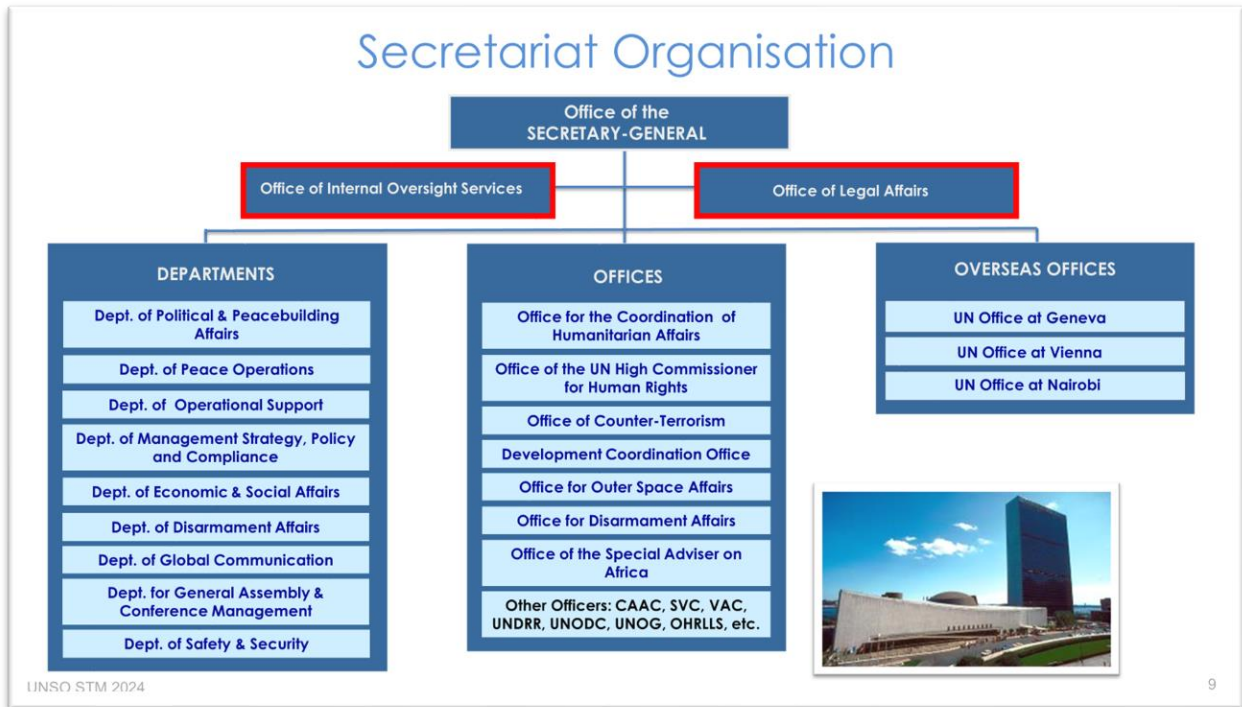 Secretariat Organisation
Office of the
SECRETARY-GENERAL
Office of Internal Oversight Services
Office of Legal Affairs
DEPARTMENTS
Dept. of Political & Peacebuilding
Affairs
Dept. of Peace Operations
Dept. of Operational Support
Dept. of Management Strategy, Policy
and Compliance
Dept. of Economic & Social Affairs
Dept. of Disarmament Affairs
Dept. of Global Communication
Dept. for General Assembly &
Conference Management
Dept. of Safety & Security
OFFICES
Office for the Coordination of
Humanitarian Affairs
Office of the UN High Commissioner
for Human Rights
Office of Counter-Terrorism
Development Coordination Office
Office for Outer Space Affairs
Office for Disarmament Affairs
Office of the Special Adviser on
Africa
Other Officers: CAAC, SVC, VAC,
UNDRR, UNODC, UNOG, OHRLLS, etc.
OVERSEAS OFFICES
UN Office at Geneva
UN Office at Vienna
UN Office at Nairobi
UNSO STM 2024
9